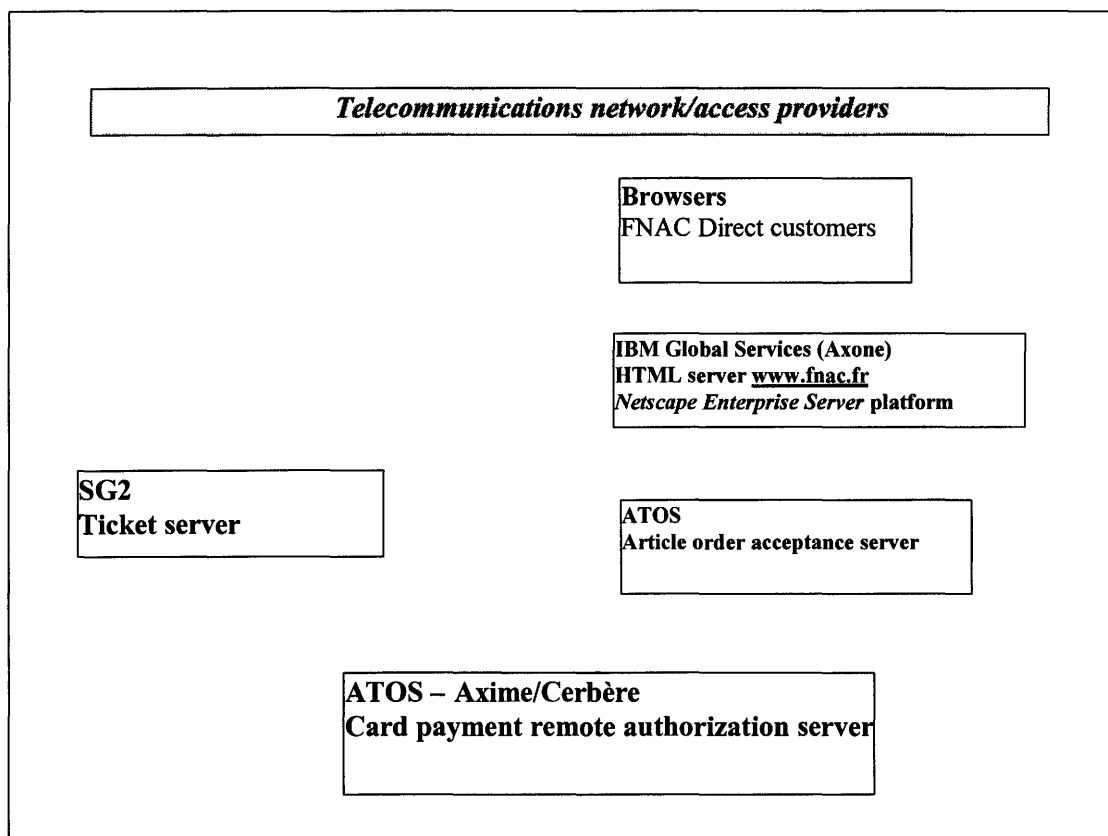 Telecommunications network/access providers
Browsers
FNAC Direct customers
IBM Global Services (Axone)
HTML server www.fnac.fr
Netscape Enterprise Server platform
SG2
Ticket server
ATOS
Article order acceptance server
ATOS – Axime/Cerbère
Card payment remote authorization server